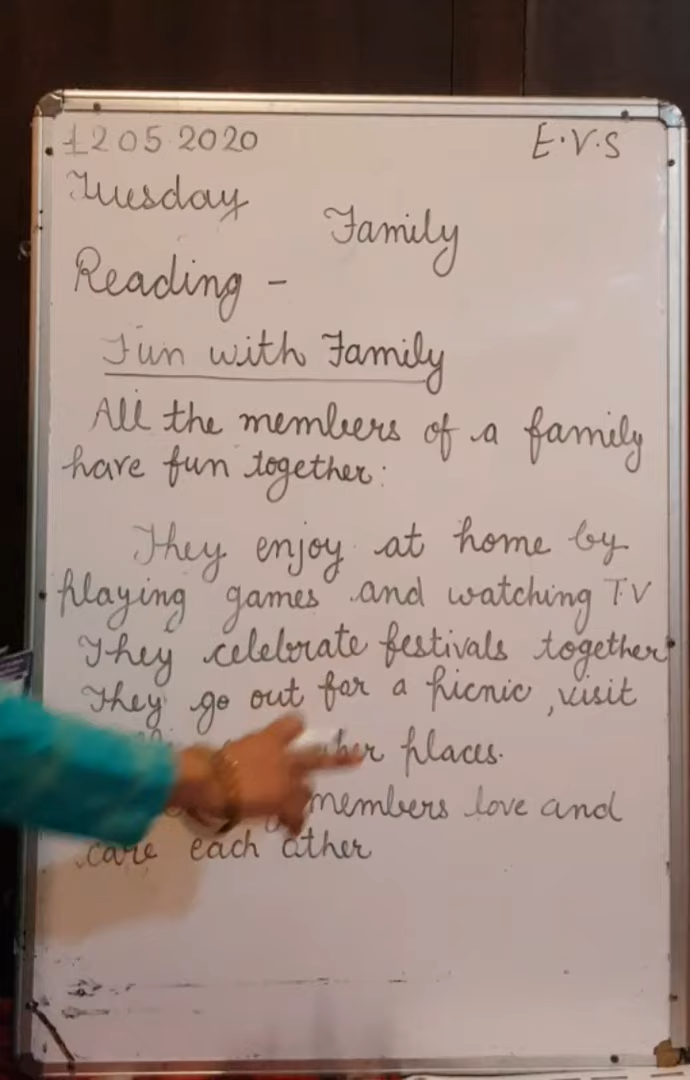 12 05 2020 E.V.S
Tuesday
Family
Reading -
Fun with Family
All the members of a family
have fun together:
They enjoy at home by
playing games and watching T.V
They celebrate festivals together
They go out for a picnic, visit
places.
members love and
care each other